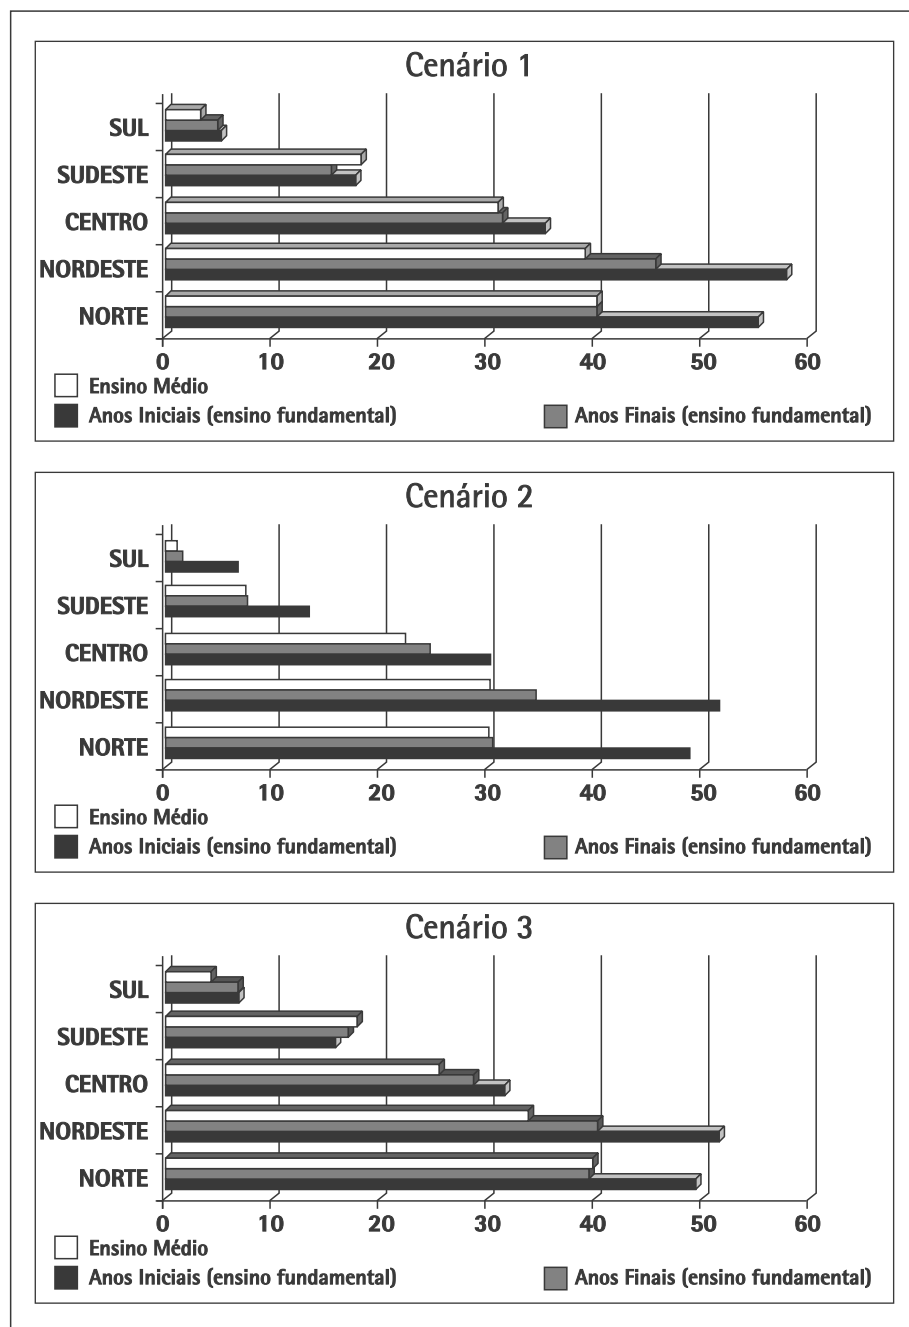 Cenário 1
SUL
SUDESTE
CENTRO
NORDESTE
NORTE
0 10 20 30 40 50 60
Ensino Médio
Anos Iniciais (ensino fundamental) Anos Finais (ensino fundamental)
Cenário 2
SUL
SUDESTE
CENTRO
NORDESTE
NORTE
0 10 20 30 40 50 60
Ensino Médio
Anos Iniciais (ensino fundamental) Anos Finais (ensino fundamental)
Cenário 3
SUL
SUDESTE
CENTRO
NORDESTE
NORTE
0 10 20 30 40 50 60
Ensino Médio
Anos Iniciais (ensino fundamental) Anos Finais (ensino fundamental)